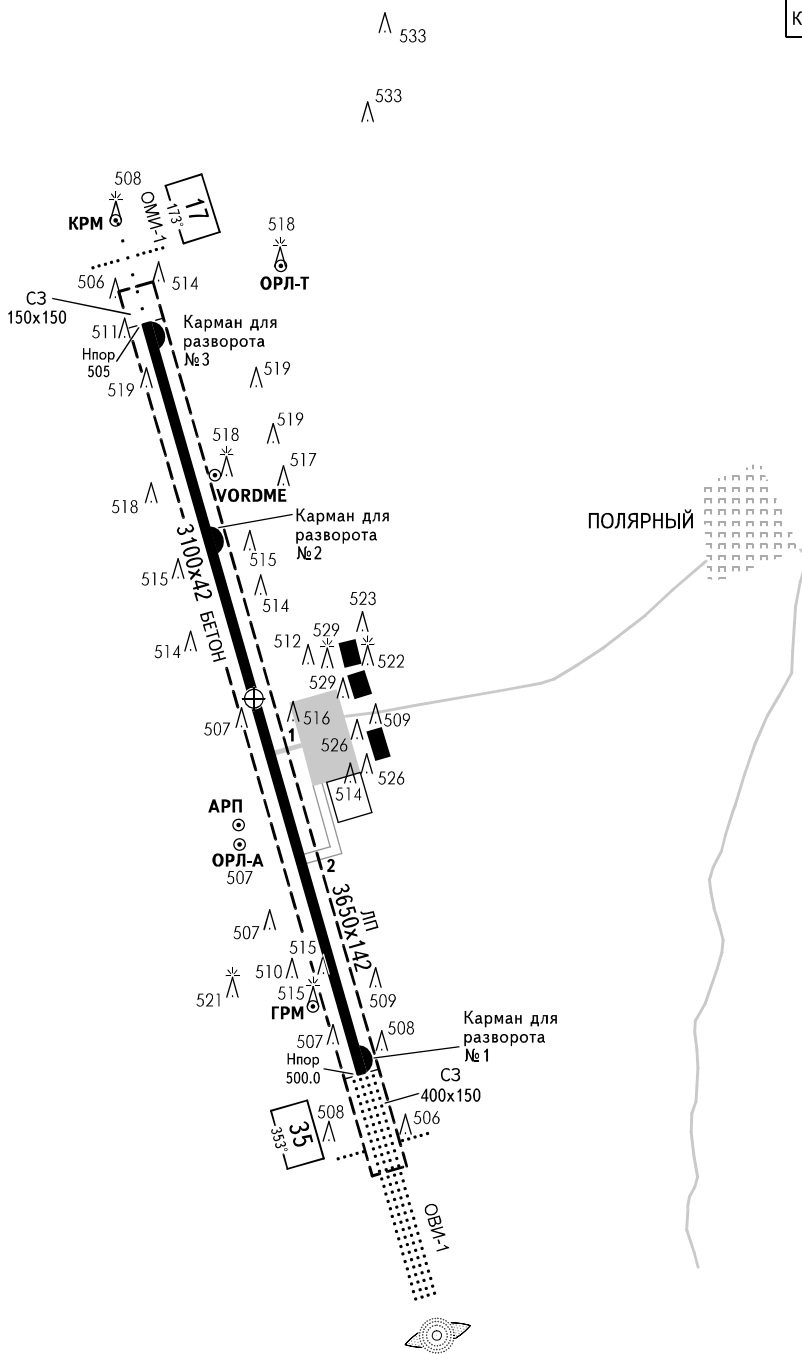 К
533
533
508
КРМ
ОМИ-1
17
173°
518
ОРЛ-Т
506
514
СЗ
150х150
511
Нпор
505
Карман для
разворота
№3
519
519
519
518
517
VORDME
518
Карман для
разворота
№2
ПОЛЯРНЫЙ
3100х42 БЕТОН
515
515
514
514
523
529
512
522
529
507
516
509
1
526
526
514
АРП
ОРЛ-А
507
2
3650х142
ЛП
507
515
510
521
515
509
ГРМ
507
508
Карман для
разворота
№1
Нпор
500.0
СЗ
400х150
35
353°
508
506
ОВИ-1